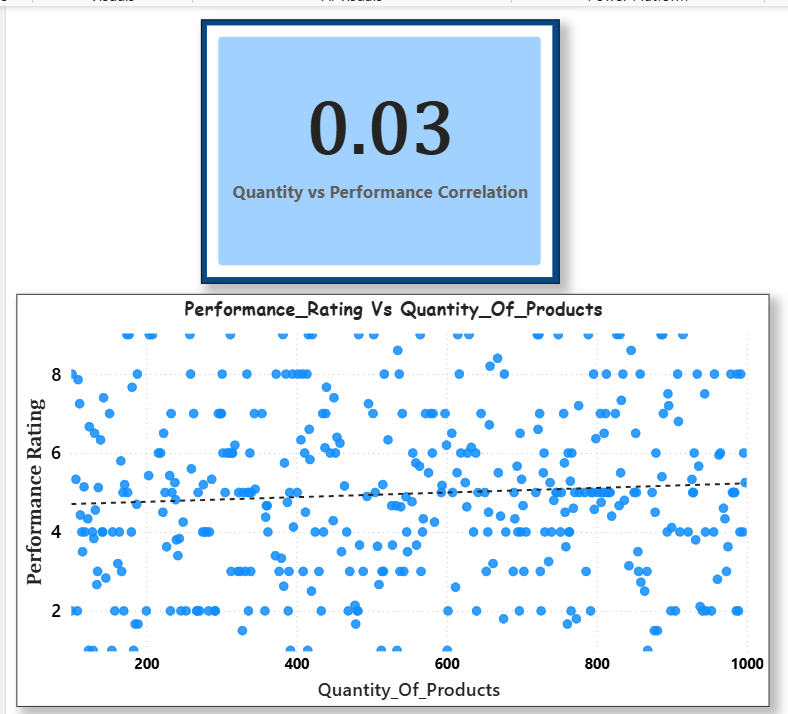 0.03
Quantity vs Performance Correlation
Performance_Rating Vs Quantity_Of_Products
Performance Rating
8
6
4
2
200 400 600 800 1000
Quantity_Of_Products